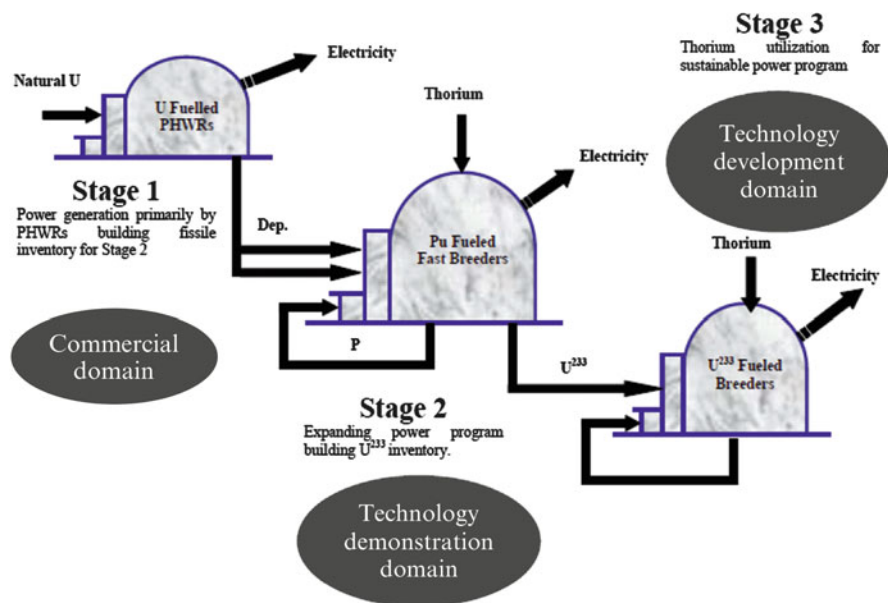 Natural U
Electricity
U Fuelled
PHWRs
Stage 1
Power generation primarily by
PHWRs building fissile
inventory for Stage 2
Commercial
domain
Dep.
Thorium
Electricity
Pu Fueled
Fast Breeders
P
U²³³
Stage 2
Expanding power program
building U²³³ inventory.
Technology
demonstration
domain
Stage 3
Thorium utilization for
sustainable power program
Technology
development
domain
Thorium
Electricity
U²³³ Fueled
Breeders